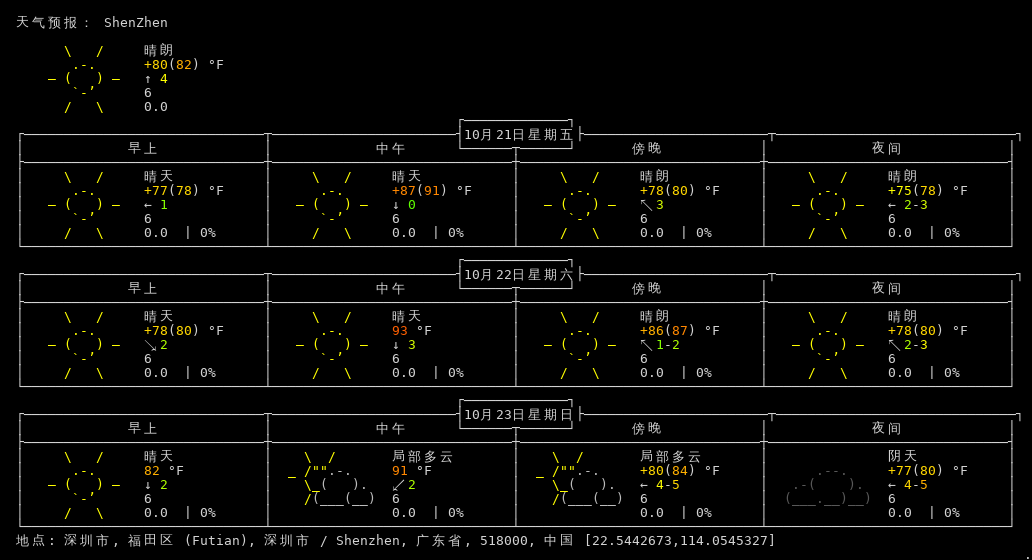 天气预报： ShenZhen
晴朗
+80(82) °F
↑ 4
6
0.0
10月21日星期五
早上 中午 傍晚 夜间
晴天 晴天 晴朗 晴朗
+77(78) °F +87(91) °F +78(80) °F +75(78) °F
← 1 ↓ 0 ↖ 3 ← 2-3
6 6 6 6
0.0 | 0% 0.0 | 0% 0.0 | 0% 0.0 | 0%
10月22日星期六
早上 中午 傍晚 夜间
晴天 晴天 晴朗 晴朗
+78(80) °F 93 °F +86(87) °F +78(80) °F
↘ 2 ↓ 3 ↖ 1-2 ↖ 2-3
6 6 6 6
0.0 | 0% 0.0 | 0% 0.0 | 0% 0.0 | 0%
10月23日星期日
早上 中午 傍晚 夜间
晴天 局部多云 局部多云 阴天
82 °F 91 °F +80(84) °F +77(80) °F
↓ 2 ↙ 2 ← 4-5 ← 4-5
6 6 6 6
0.0 | 0% 0.0 | 0% 0.0 | 0% 0.0 | 0%
地点: 深圳市, 福田区 (Futian), 深圳市 / Shenzhen, 广东省, 518000, 中国 [22.5442673,114.0545327]